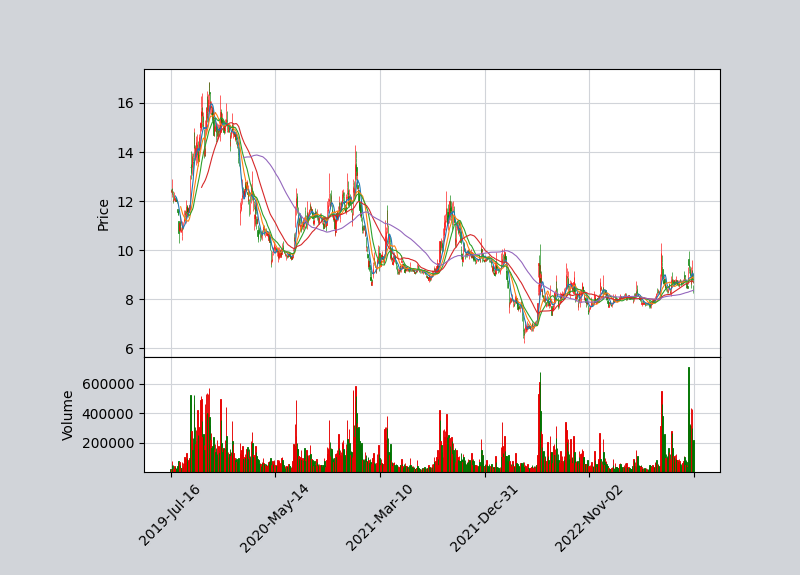 16
14
12
10
8
6
Price
600000
400000
200000
Volume
2019-Jul-16
2020-May-14
2021-Mar-10
2021-Dec-31
2022-Nov-02